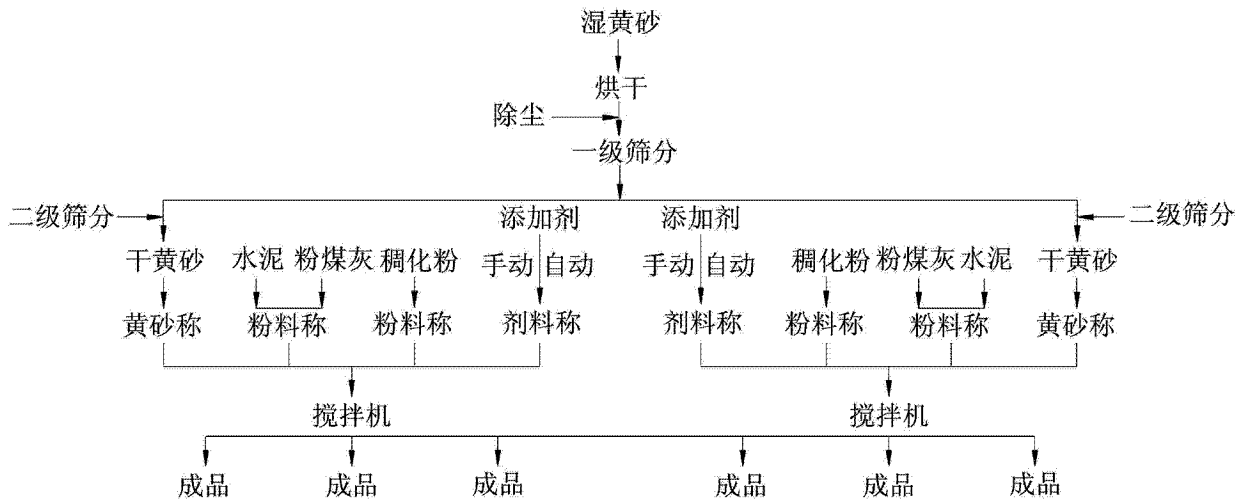 湿黄砂
烘干
除尘
一级筛分
二级筛分 添加剂 添加剂 二级筛分
干黄砂 水泥 粉煤灰 稠化粉 手动 自动 手动 自动 稠化粉 粉煤灰 水泥 干黄砂
黄砂称 粉料称 粉料称 剂料称 剂料称 粉料称 粉料称 黄砂称
搅拌机 搅拌机
成品 成品 成品 成品 成品 成品